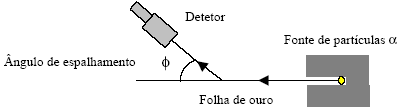 Detetor
Fonte de partículas α
Ângulo de espalhamento
ϕ
Folha de ouro